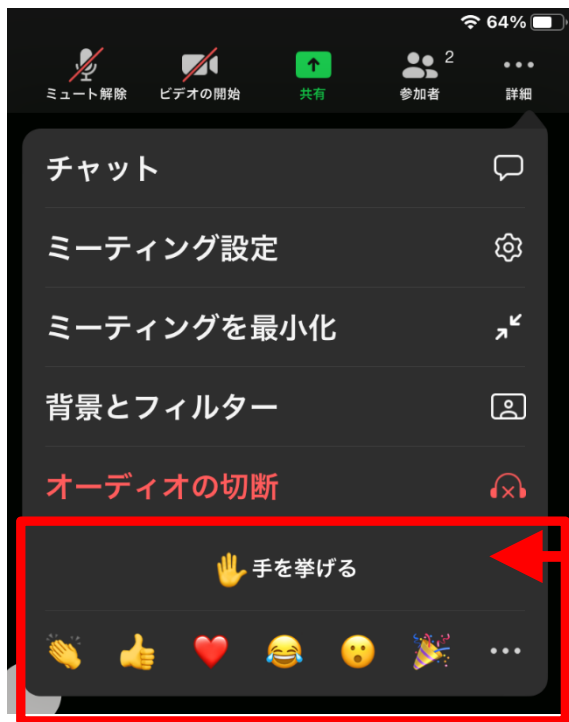 64%
2
ミュート解除 ビデオの開始 共有 参加者 詳細
チャット
ミーティング設定
ミーティングを最小化
背景とフィルター
オーディオの切断
手を挙げる